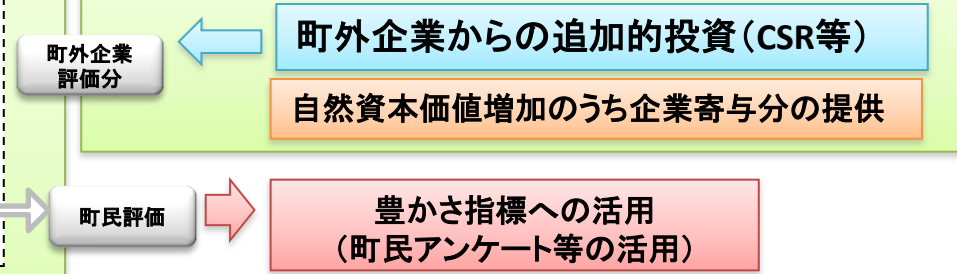 町外企業
評価分
町外企業からの追加的投資（CSR等）
自然資本価値増加のうち企業寄与分の提供
町民評価
豊かさ指標への活用
（町民アンケート等の活用）